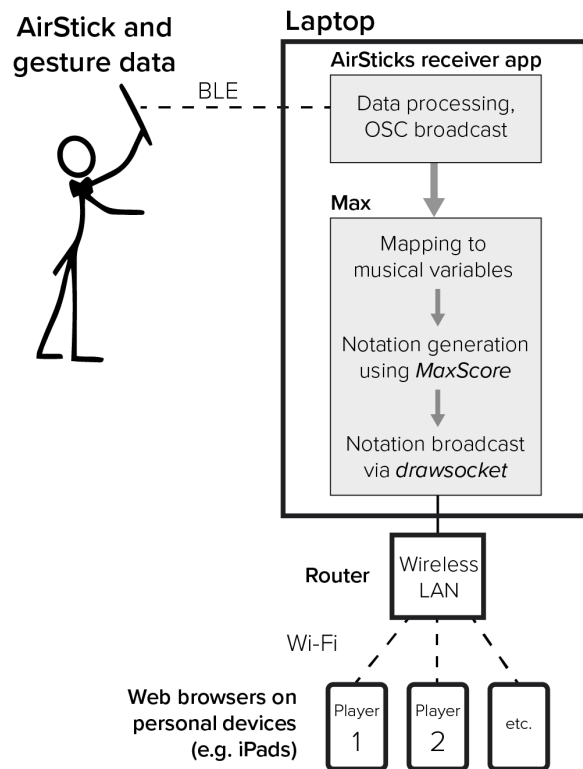 AirStick and
gesture data
BLE
Laptop
AirSticks receiver app
Data processing,
OSC broadcast
Max
Mapping to
musical variables
Notation generation
using MaxScore
Notation broadcast
via drawsocket
Router
Wireless
LAN
Wi-Fi
Web browsers on
personal devices
(e.g. iPads)
Player
1
Player
2
etc.